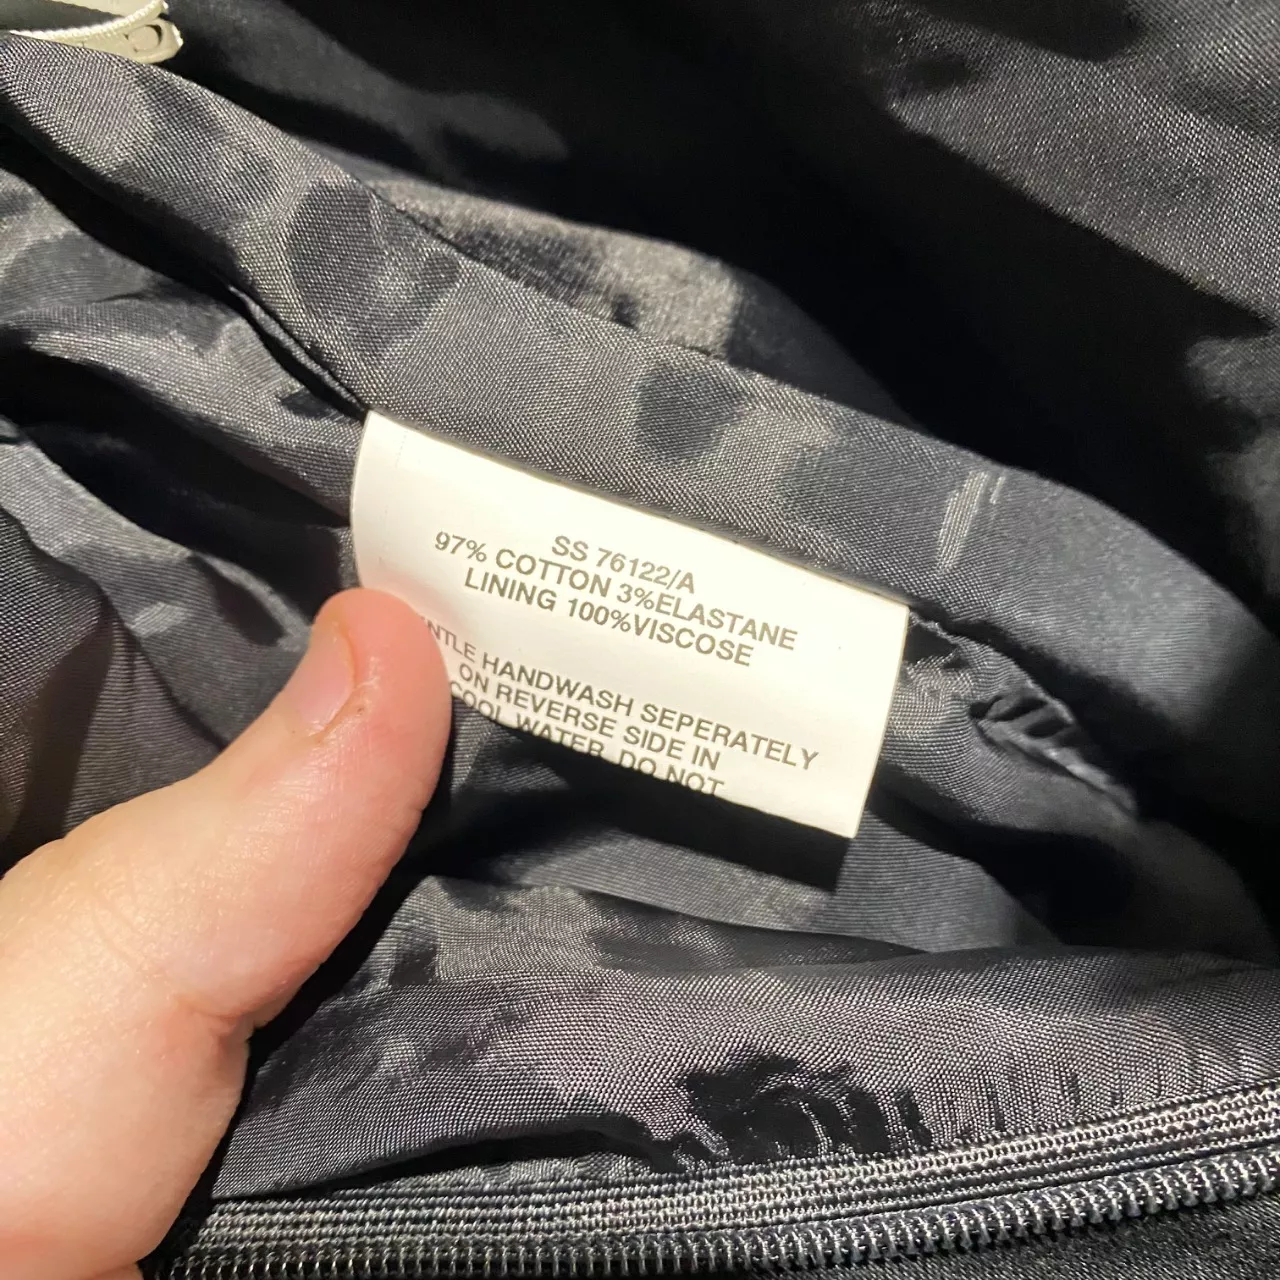 SS 76122/A
97% COTTON 3%ELASTANE
LINING 100%VISCOSE
HANDWASH SEPERATELY
ON REVERSE SIDE IN
COOL WATER DO NOT